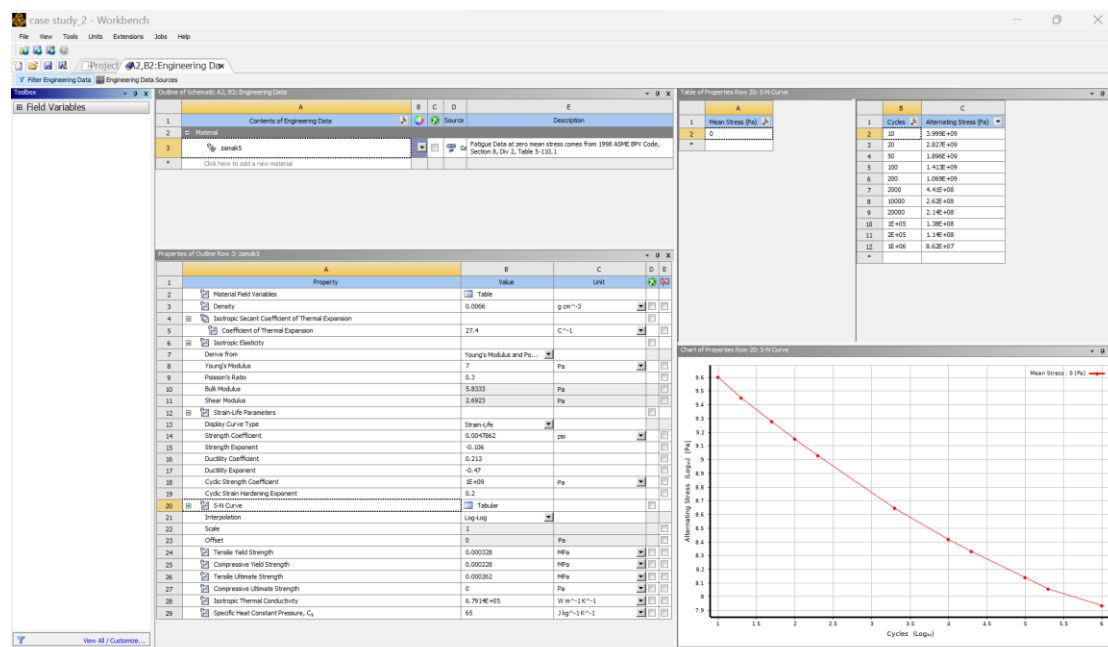 case study_2 - Workbench
File View Tools Units Extensions Jobs Help
Project A2,B2:Engineering Da
Filter Engineering Data Engineering Data Sources
Toolbox
Field Variables
View All / Customize...
Outline of Schematic A2, B2: Engineering Data
A B C D E
1 Contents of Engineering Data Source Description
2 Material
3 zamak5 Fatigue Data at zero mean stress comes from 1998 ASME BPV Code,
Section 8, Div 2, Table 5-110.1
* Click here to add a new material
Properties of Outline Row 3: zamak5
A B C D E
1 Property Value Unit
2 Material Field Variables Table
3 Density 0.0066 g cm^-3
4 Isotropic Secant Coefficient of Thermal Expansion
5 Coefficient of Thermal Expansion 27.4 C^-1
6 Isotropic Elasticity
7 Derive from Young's Modulus and Po...
8 Young's Modulus 7 Pa
9 Poisson's Ratio 0.3
10 Bulk Modulus 5.8333 Pa
11 Shear Modulus 2.6923 Pa
12 Strain-Life Parameters
13 Display Curve Type Strain-Life
14 Strength Coefficient 0.0047862 psi
15 Strength Exponent -0.106
16 Ductility Coefficient 0.213
17 Ductility Exponent -0.47
18 Cyclic Strength Coefficient 1E+09 Pa
19 Cyclic Strain Hardening Exponent 0.2
20 S-N Curve Tabular
21 Interpolation Log-Log
22 Scale 1
23 Offset 0 Pa
24 Tensile Yield Strength 0.000328 MPa
25 Compressive Yield Strength 0.000228 MPa
26 Tensile Ultimate Strength 0.000262 MPa
27 Compressive Ultimate Strength 0 Pa
28 Isotropic Thermal Conductivity 6.7914E+05 W m^-1 K^-1
29 Specific Heat Constant Pressure, Cₚ 65 J kg^-1 K^-1
Table of Properties Row 20: S-N Curve
A
1 Mean Stress (Pa)
2 0
*
B C
1 Cycles Alternating Stress (Pa)
2 10 3.999E+09
3 20 2.827E+09
4 50 1.896E+09
5 100 1.413E+09
6 200 1.069E+09
7 2000 4.41E+08
8 10000 2.62E+08
9 20000 2.14E+08
10 1E+05 1.38E+08
11 2E+05 1.14E+08
12 1E+06 8.62E+07
*
Chart of Properties Row 20: S-N Curve
Mean Stress : 0 [Pa]
Alternating Stress (Log₁₀) [Pa]
9.6
9.5
9.4
9.3
9.2
9.1
9
8.9
8.8
8.7
8.6
8.5
8.4
8.3
8.2
8.1
8
7.9
1 1.5 2 2.5 3 3.5 4 4.5 5 5.5 6
Cycles (Log₁₀)